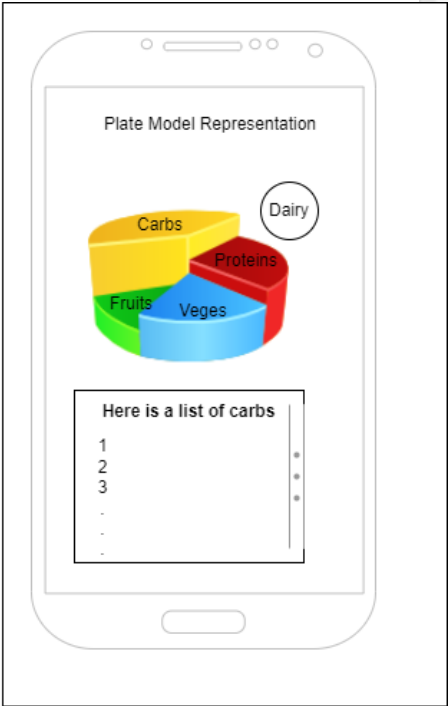 Plate Model Representation
Dairy
Carbs
Proteins
Fruits
Veges
Here is a list of carbs
1
2
3
.
.
.